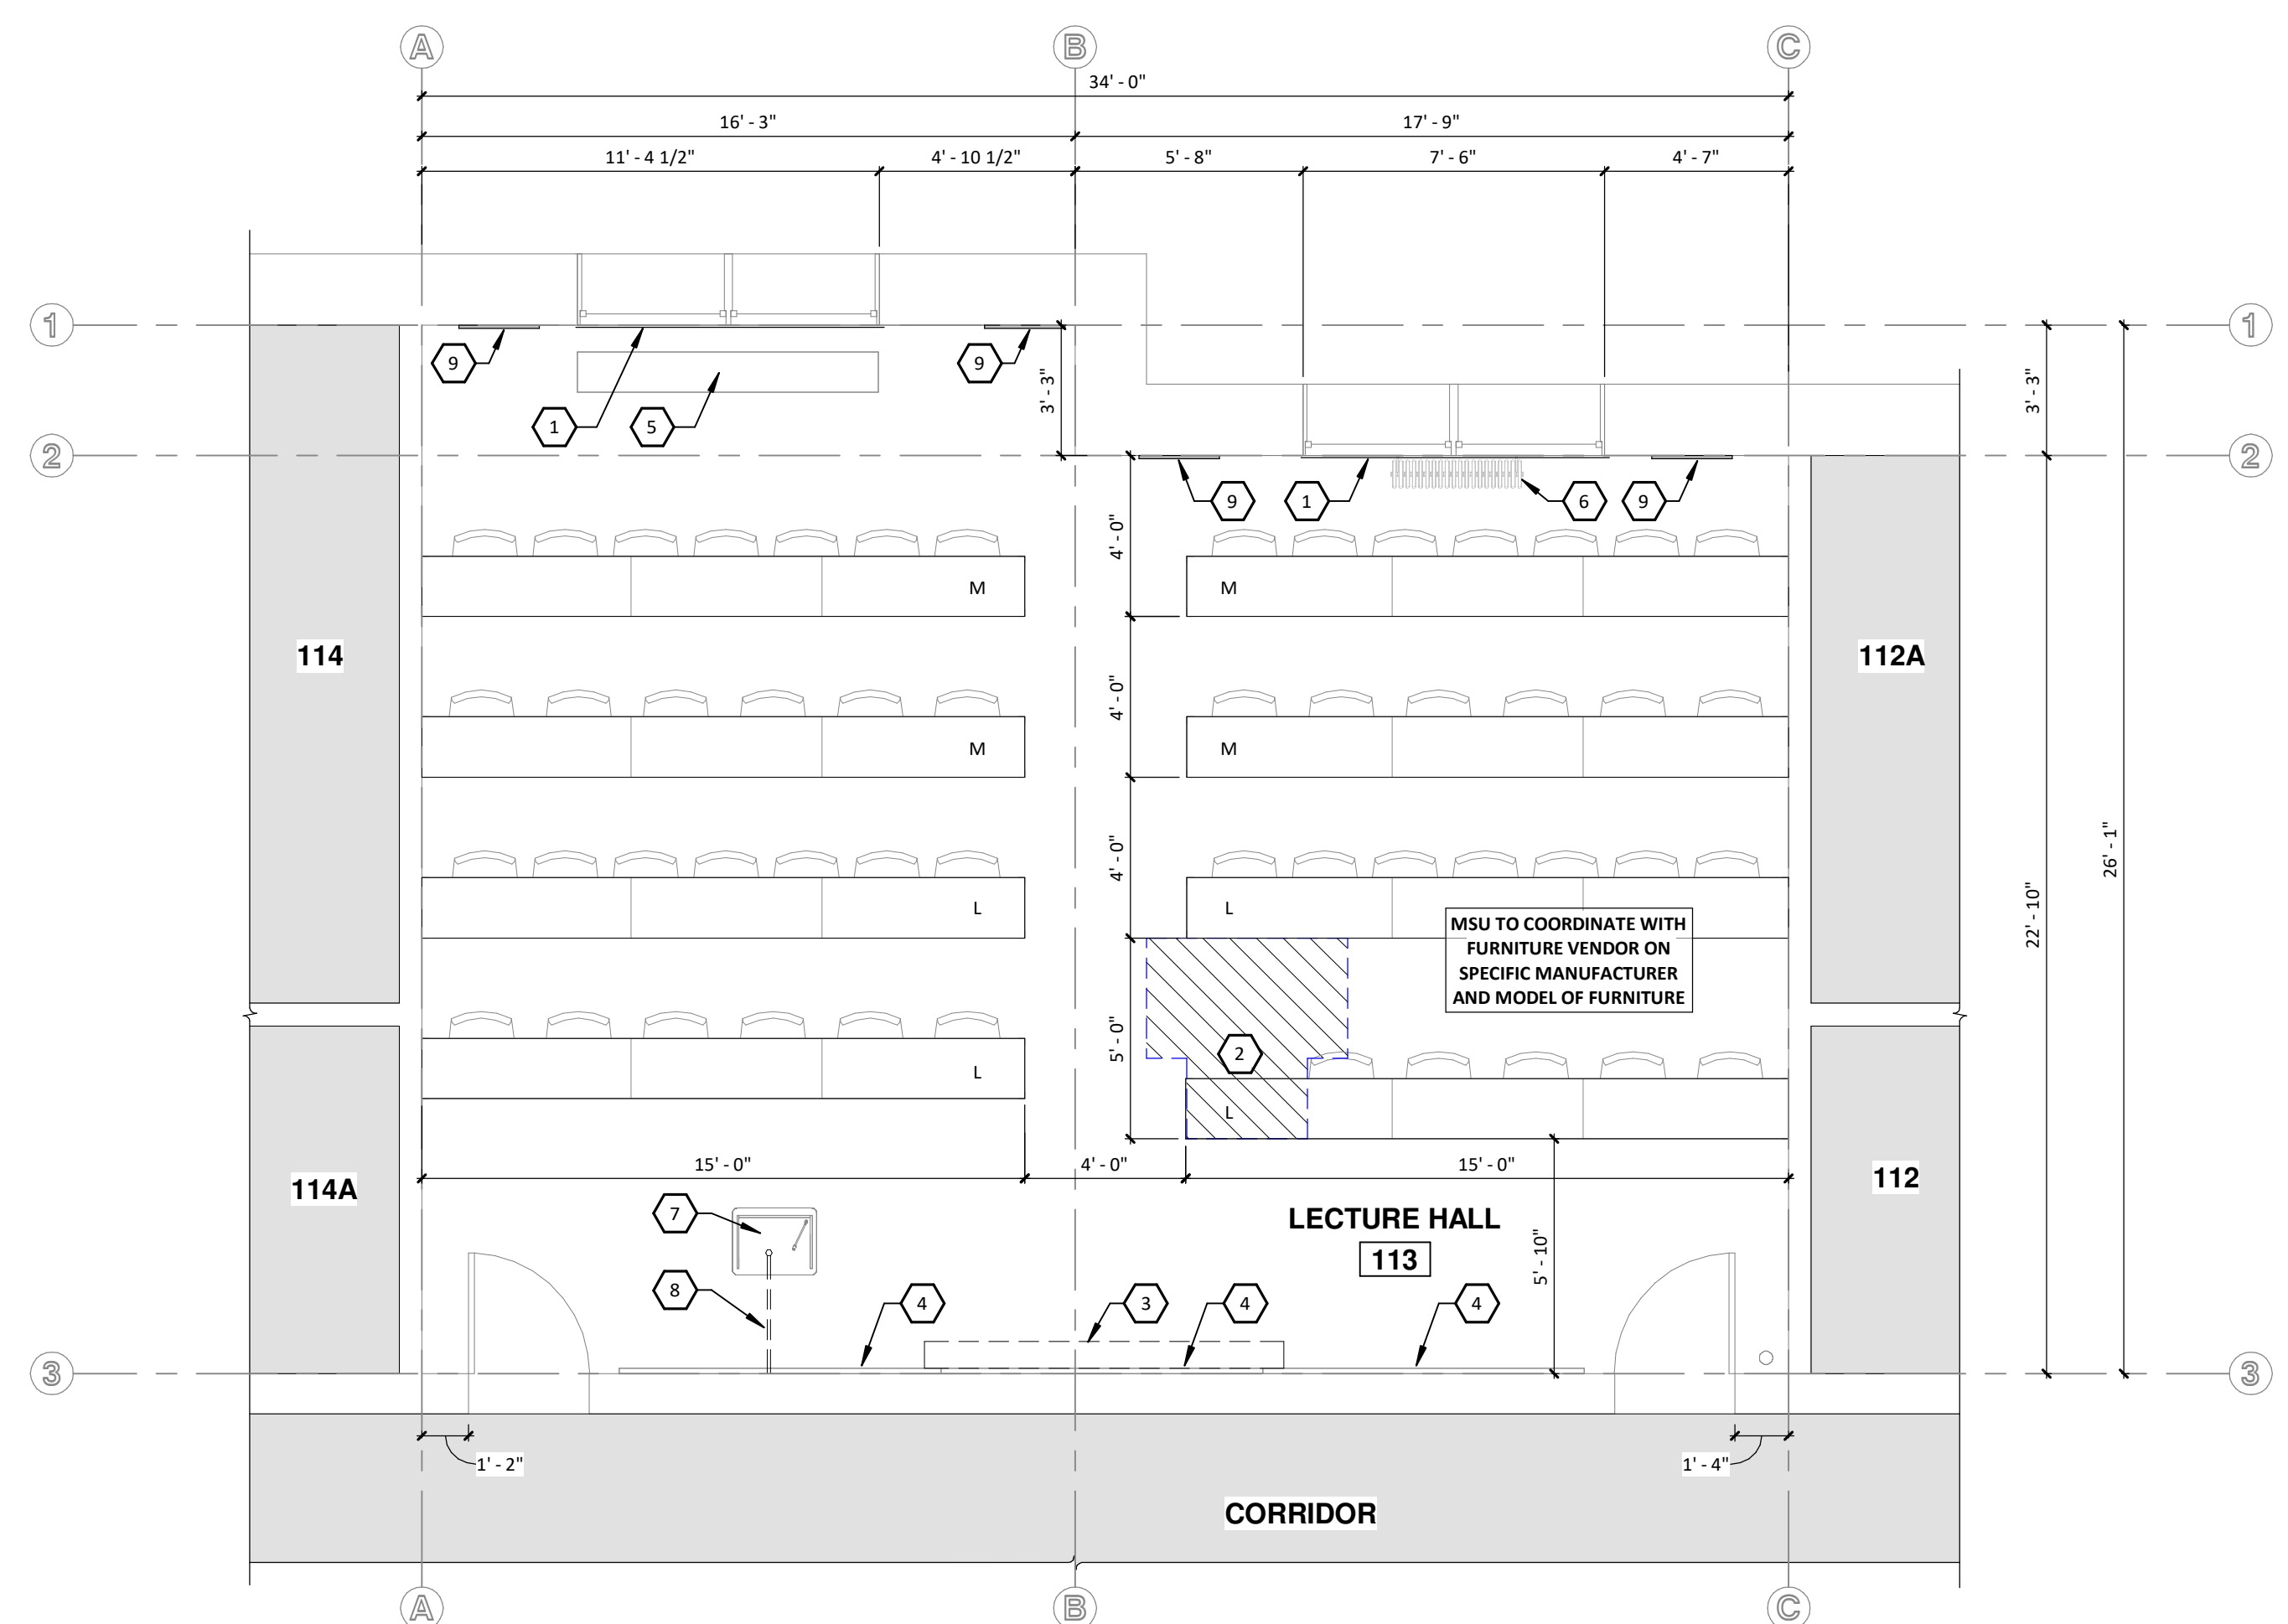 A B C
34' - 0"
16' - 3" 17' - 9"
11' - 4 1/2" 4' - 10 1/2" 5' - 8" 7' - 6" 4' - 7"
1 1
9 9 3' - 3" 3' - 3"
1 5
2 2
9 1 6 9
4' - 0"
M M
114 112A
4' - 0"
M M
26' - 1"
4' - 0"
L L
22' - 10"
MSU TO COORDINATE WITH
FURNITURE VENDOR ON
SPECIFIC MANUFACTURER
AND MODEL OF FURNITURE
5' - 0" 2
L L
15' - 0" 4' - 0" 15' - 0"
114A 112
7 LECTURE HALL
113
5' - 10"
8 4 3 4 4
3 3
1' - 2" 1' - 4"
CORRIDOR
A B C